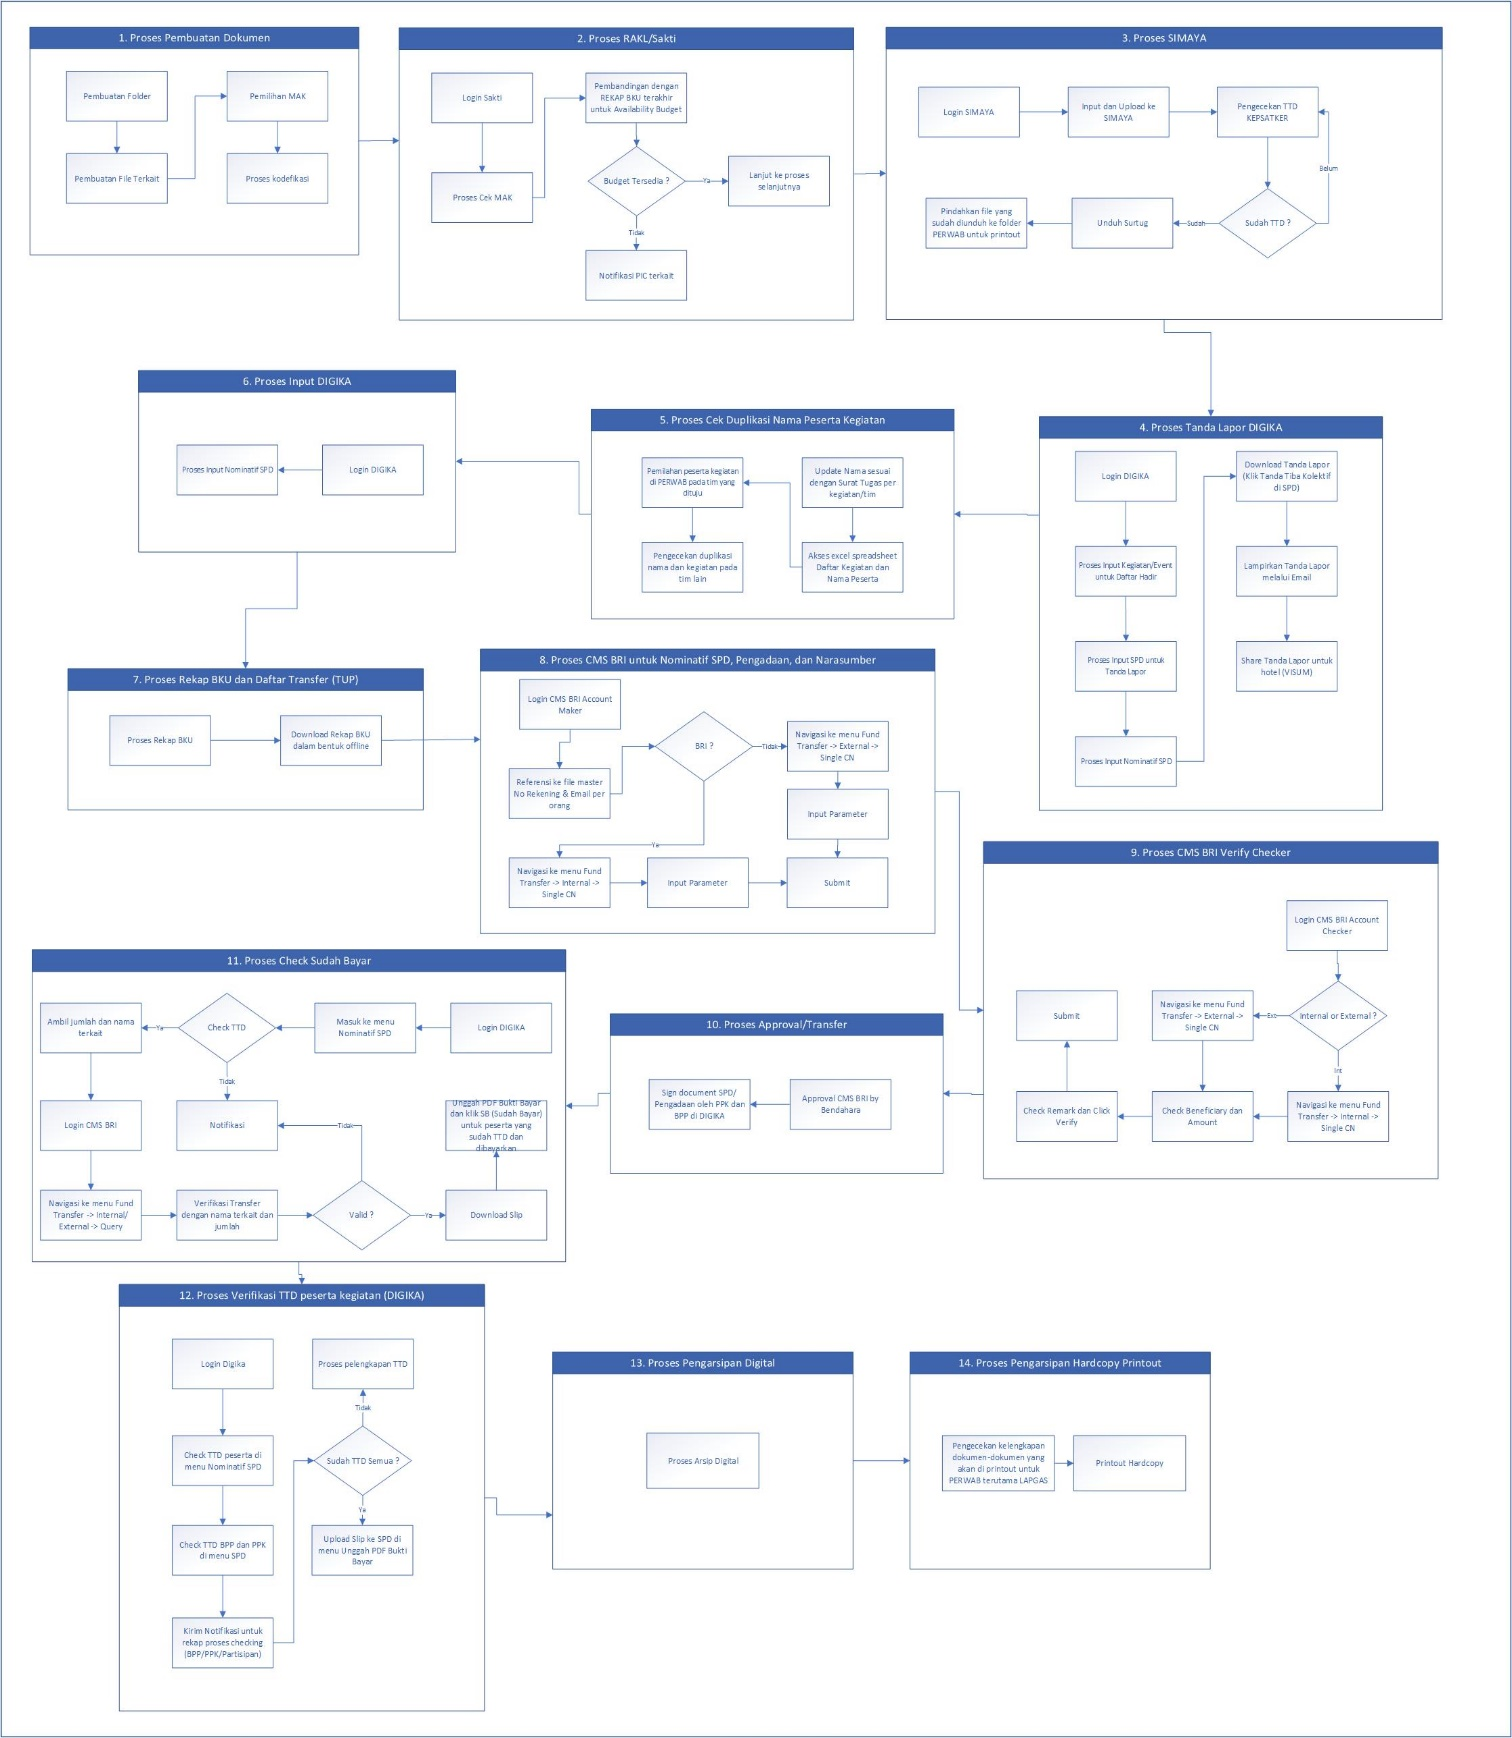 1. Proses Pembuatan Dokumen
Pembuatan Folder
Pembuatan File Terkait
Pemilihan MAK
Proses kodefikasi
2. Proses RAKL/Sakti
Login Sakti
Proses Cek MAK
Pembandingan dengan
REKAP BKU terakhir
untuk Availability Budget
Budget Tersedia ?
Ya
Lanjut ke proses
selanjutnya
Tidak
Notifikasi PIC terkait
3. Proses SIMAYA
Login SIMAYA
Input dan Upload ke
SIMAYA
Pengecekan TTD
KEPSATKER
Belum
Sudah TTD ?
Sudah
Unduh Surtug
Pindahkan file yang
sudah diunduh ke folder
PERWAB untuk printout
4. Proses Tanda Lapor DIGIKA
Login DIGIKA
Proses Input Kegiatan/Event
untuk Daftar Hadir
Proses Input SPD untuk
Tanda Lapor
Proses Input Nominatif SPD
Download Tanda Lapor
(Klik Tanda Tiba Kolektif
di SPD)
Lampirkan Tanda Lapor
melalui Email
Share Tanda Lapor untuk
hotel (VISUM)
5. Proses Cek Duplikasi Nama Peserta Kegiatan
Update Nama sesuai
dengan Surat Tugas per
kegiatan/tim
Akses excel spreadsheet
Daftar Kegiatan dan
Nama Peserta
Pemilahan peserta kegiatan
di PERWAB pada tim yang
dituju
Pengecekan duplikasi
nama dan kegiatan pada
tim lain
6. Proses Input DIGIKA
Login DIGIKA
Proses Input Nominatif SPD
7. Proses Rekap BKU dan Daftar Transfer (TUP)
Proses Rekap BKU
Download Rekap BKU
dalam bentuk offline
8. Proses CMS BRI untuk Nominatif SPD, Pengadaan, dan Narasumber
Login CMS BRI Account
Maker
Referensi ke file master
No Rekening & Email per
orang
BRI ?
Tidak
Navigasi ke menu Fund
Transfer -> External ->
Single CN
Input Parameter
Ya
Navigasi ke menu Fund
Transfer -> Internal ->
Single CN
Input Parameter
Submit
9. Proses CMS BRI Verify Checker
Login CMS BRI Account
Checker
Internal or External ?
Ext
Navigasi ke menu Fund
Transfer -> External ->
Single CN
Int
Navigasi ke menu Fund
Transfer -> Internal ->
Single CN
Check Beneficiary dan
Amount
Check Remark dan Click
Verify
Submit
10. Proses Approval/Transfer
Approval CMS BRI by
Bendahara
Sign document SPD/
Pengadaan oleh PPK dan
BPP di DIGIKA
11. Proses Check Sudah Bayar
Login DIGIKA
Masuk ke menu
Nominatif SPD
Check TTD
Ya
Ambil jumlah dan nama
terkait
Tidak
Notifikasi
Login CMS BRI
Navigasi ke menu Fund
Transfer -> Internal/
External -> Query
Verifikasi Transfer
dengan nama terkait dan
jumlah
Valid ?
Tidak
Ya
Download Slip
Unggah PDF Bukti Bayar
dan klik SB (Sudah Bayar)
untuk peserta yang
sudah TTD dan
dibayarkan
12. Proses Verifikasi TTD peserta kegiatan (DIGIKA)
Login Digika
Check TTD peserta di
menu Nominatif SPD
Check TTD BPP dan PPK
di menu SPD
Kirim Notifikasi untuk
rekap proses checking
(BPP/PPK/Partisipan)
Sudah TTD Semua ?
Tidak
Proses pelengkapan TTD
Ya
Upload Slip ke SPD di
menu Unggah PDF Bukti
Bayar
13. Proses Pengarsipan Digital
Proses Arsip Digital
14. Proses Pengarsipan Hardcopy Printout
Pengecekan kelengkapan
dokumen-dokumen yang
akan di printout untuk
PERWAB terutama LAPGAS
Printout Hardcopy